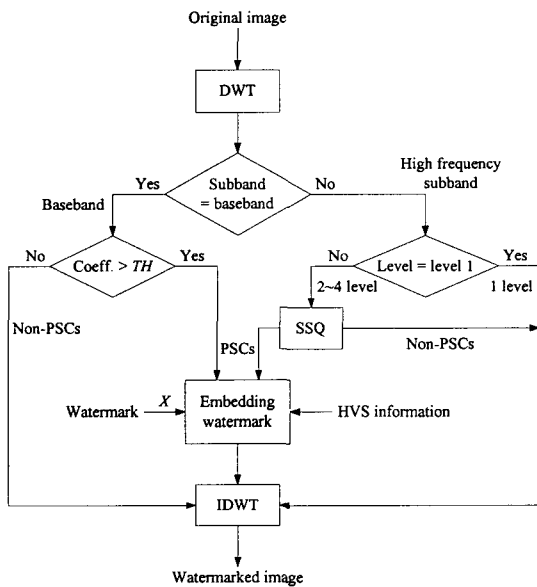 Original image
DWT
High frequency
subband
Yes
Subband
= baseband
No
Baseband
No
Coeff. > TH
Yes
No
Level = level 1
Yes
2~4 level
1 level
Non-PSCs
SSQ
PSCs
Non-PSCs
Watermark
X
Embedding
watermark
HVS information
IDWT
Watermarked image